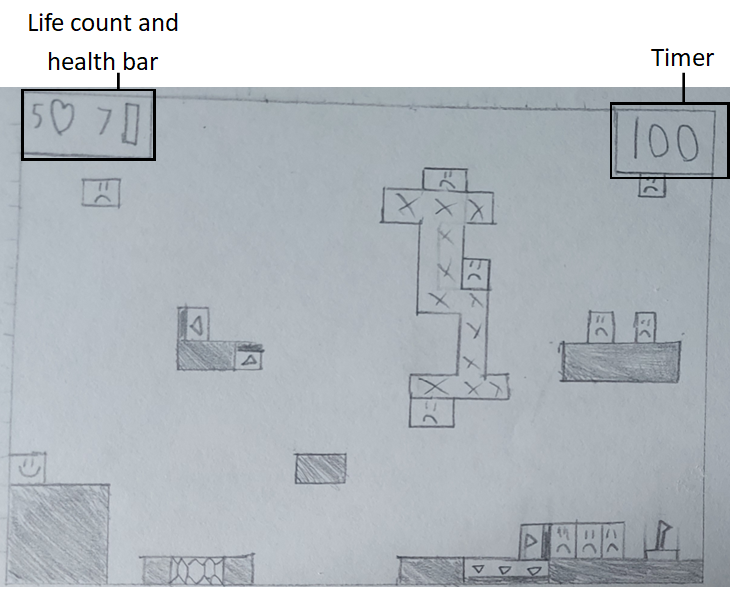 Life count and
health bar
Timer
5♡ 7▯
100